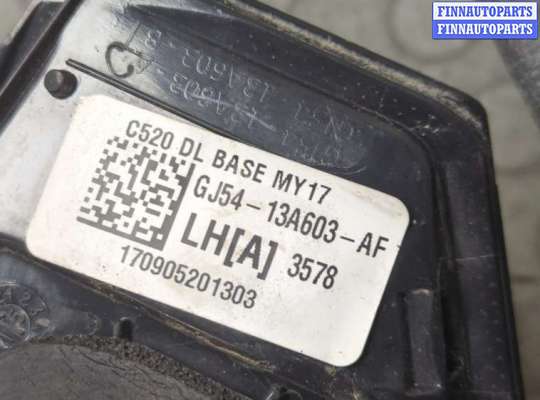 FINNAUTOPARTS
FINNAUTOPARTS
C520 DL BASE MY17
GJ54-13A603-AF
LH[A] 3578
170905201303